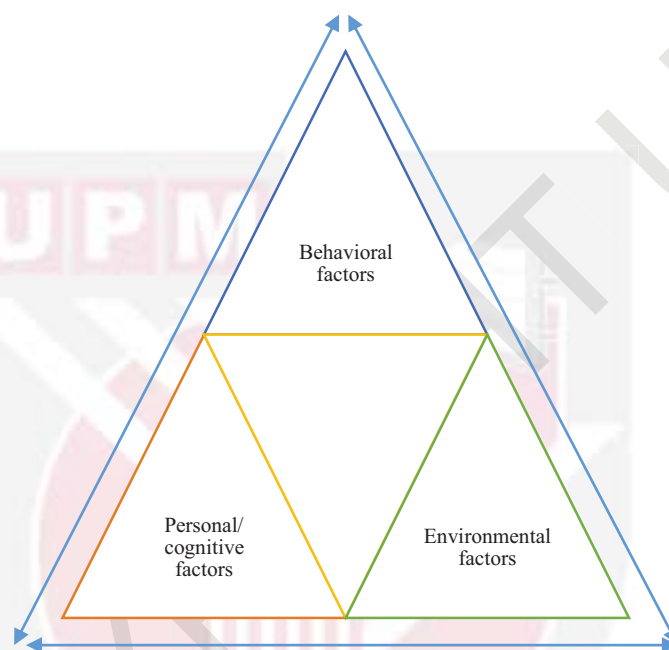 UPM
Behavioral
factors
Personal/
cognitive
factors
Environmental
factors